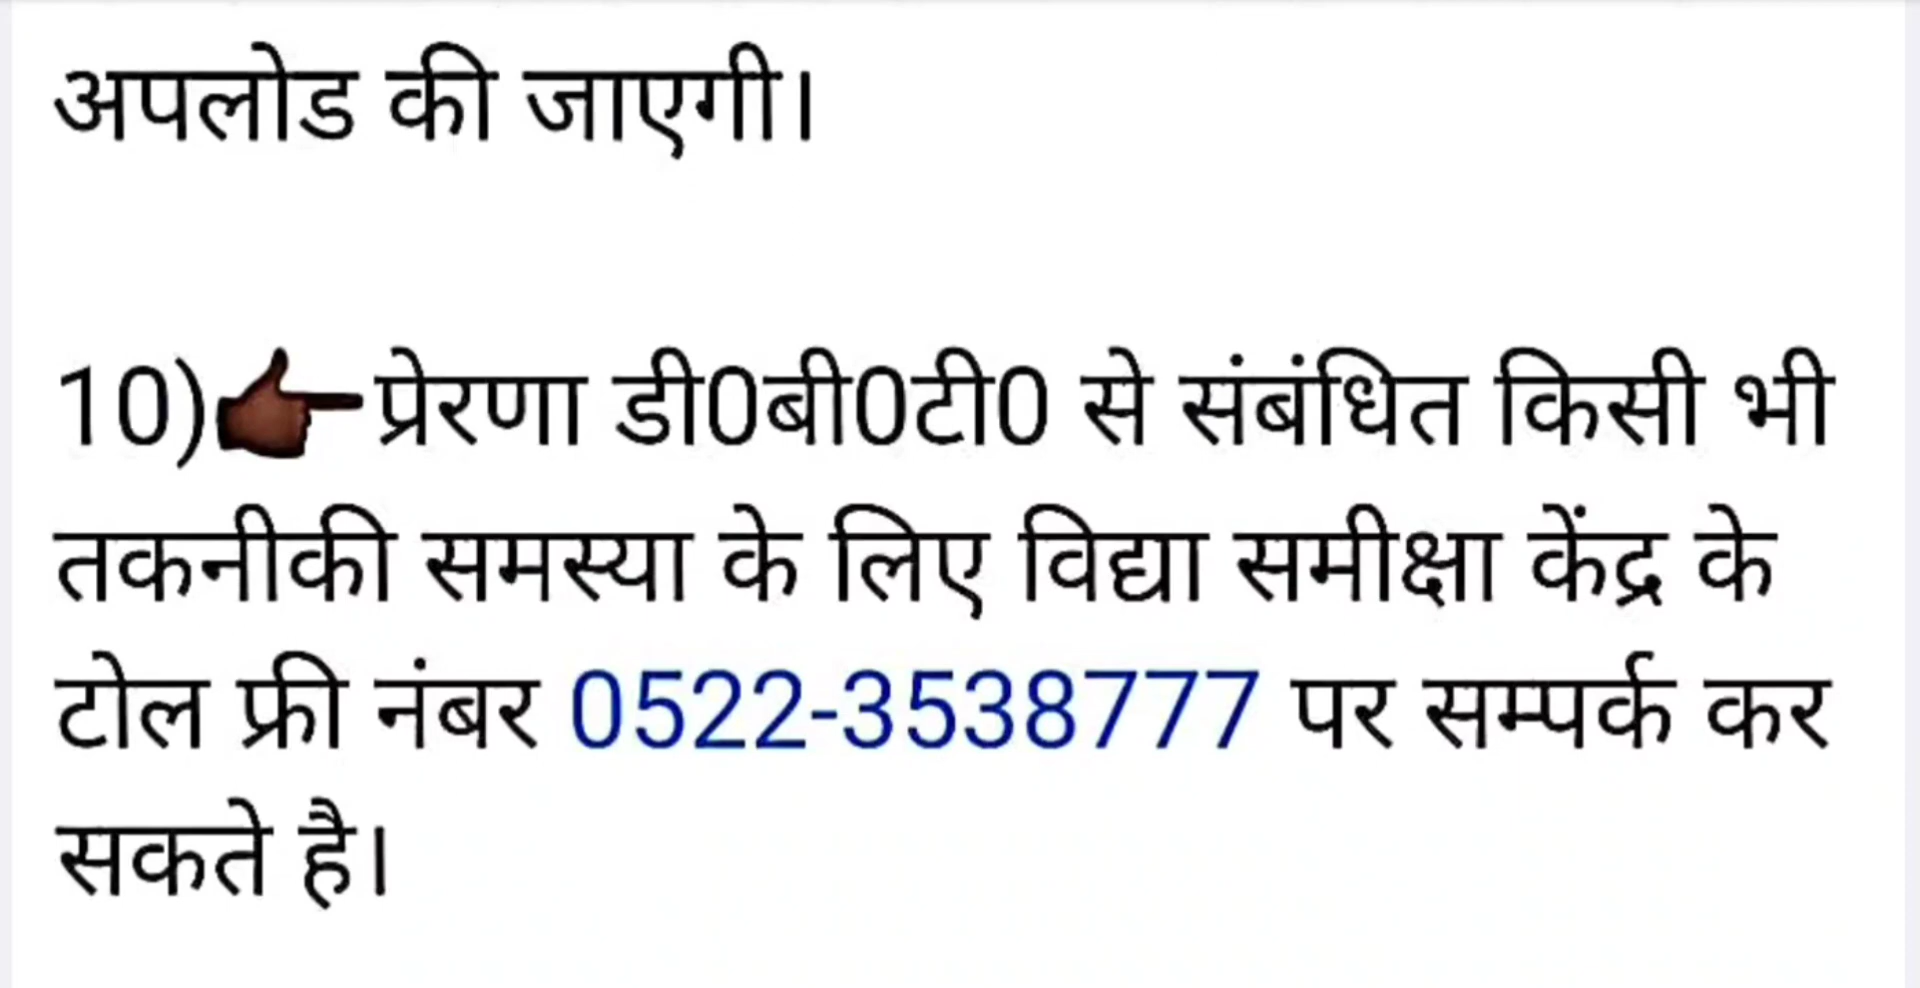 अपलोड की जाएगी।
10)👉🏿प्रेरणा डी0बी0टी0 से संबंधित किसी भी
तकनीकी समस्या के लिए विद्या समीक्षा केंद्र के
टोल फ्री नंबर 0522-3538777 पर सम्पर्क कर
सकते है।